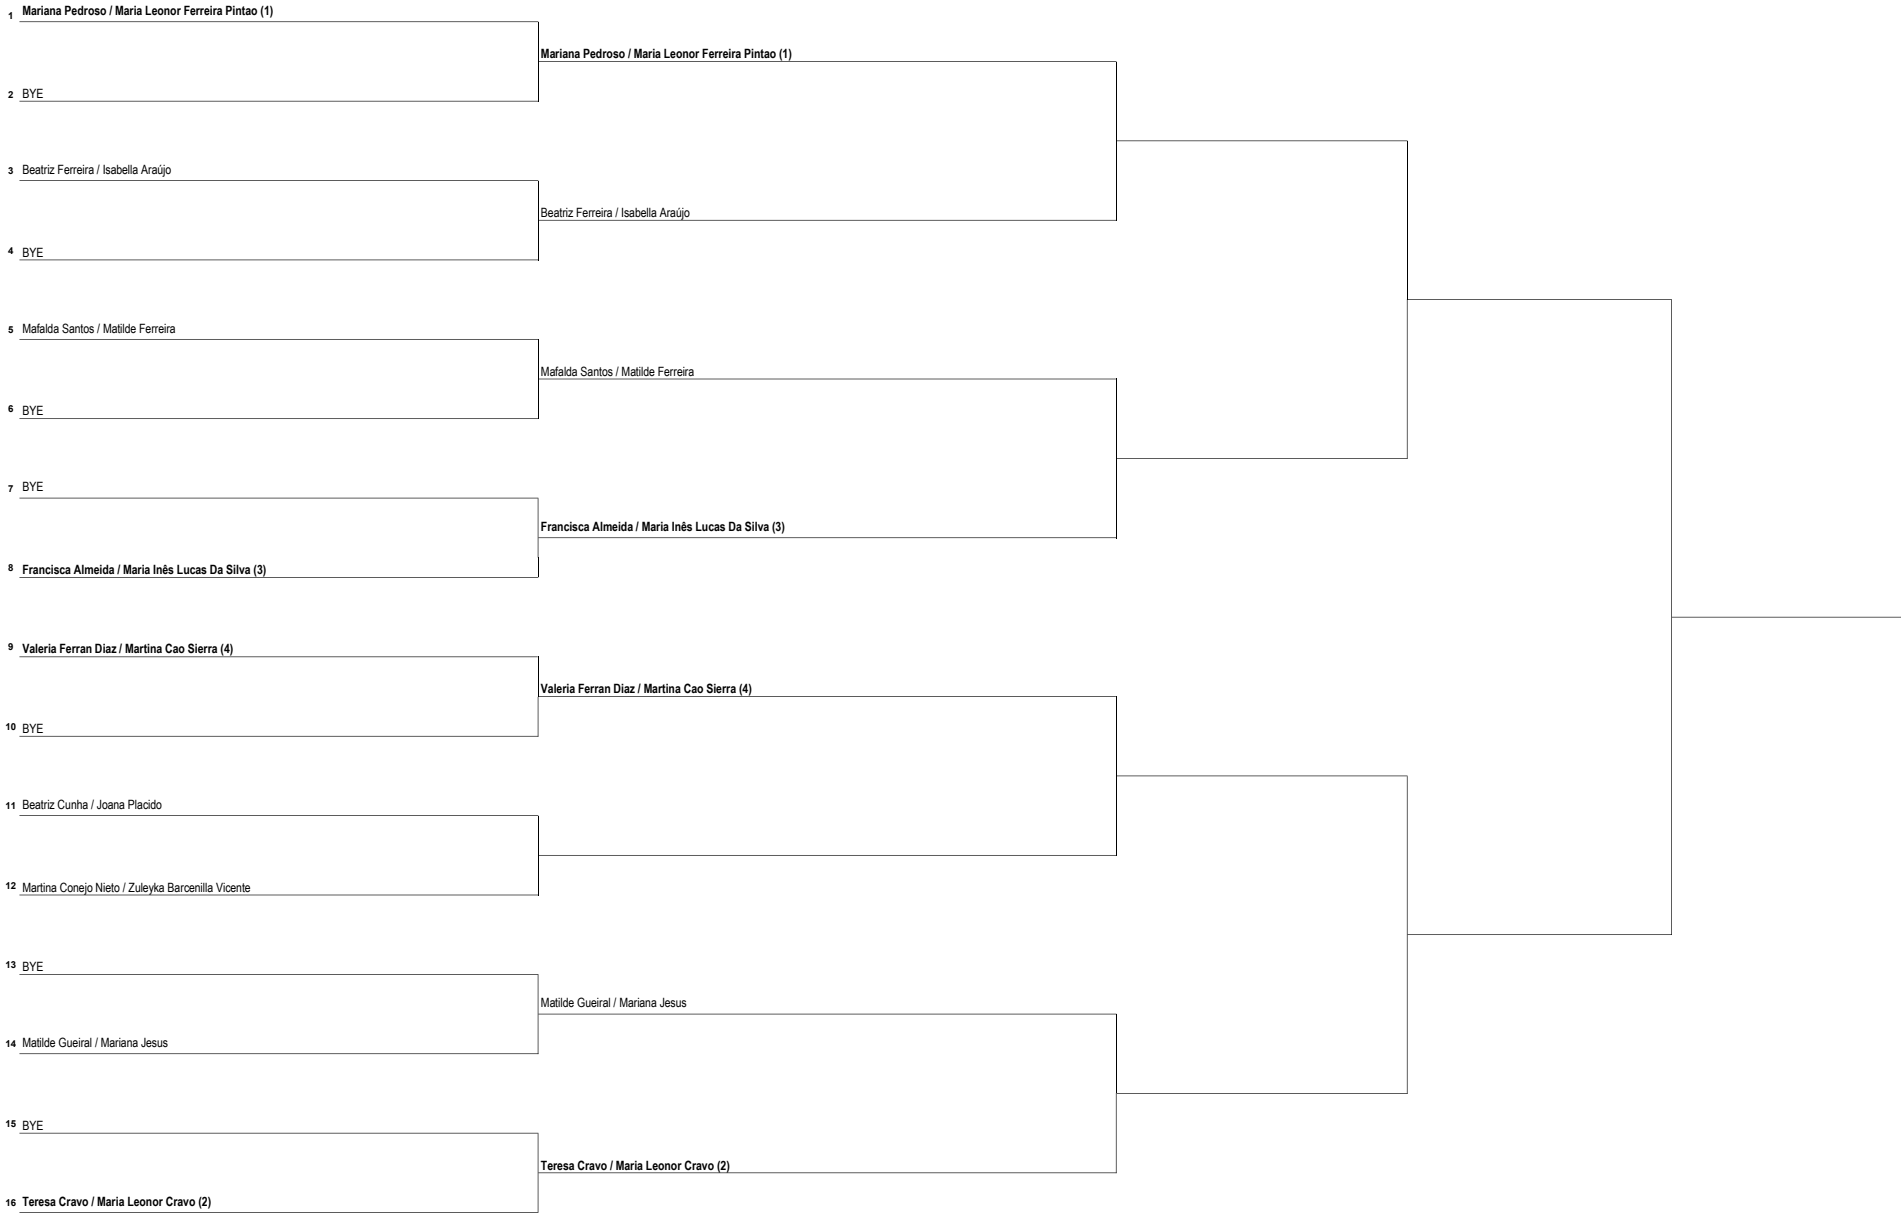 1 Mariana Pedroso / Maria Leonor Ferreira Pintao (1)
Mariana Pedroso / Maria Leonor Ferreira Pintao (1)
2 BYE
3 Beatriz Ferreira / Isabella Araújo
Beatriz Ferreira / Isabella Araújo
4 BYE
5 Mafalda Santos / Matilde Ferreira
Mafalda Santos / Matilde Ferreira
6 BYE
7 BYE
Francisca Almeida / Maria Inês Lucas Da Silva (3)
8 Francisca Almeida / Maria Inês Lucas Da Silva (3)
9 Valeria Ferran Diaz / Martina Cao Sierra (4)
Valeria Ferran Diaz / Martina Cao Sierra (4)
10 BYE
11 Beatriz Cunha / Joana Placido
12 Martina Conejo Nieto / Zuleyka Barcenilla Vicente
13 BYE
Matilde Gueiral / Mariana Jesus
14 Matilde Gueiral / Mariana Jesus
15 BYE
Teresa Cravo / Maria Leonor Cravo (2)
16 Teresa Cravo / Maria Leonor Cravo (2)